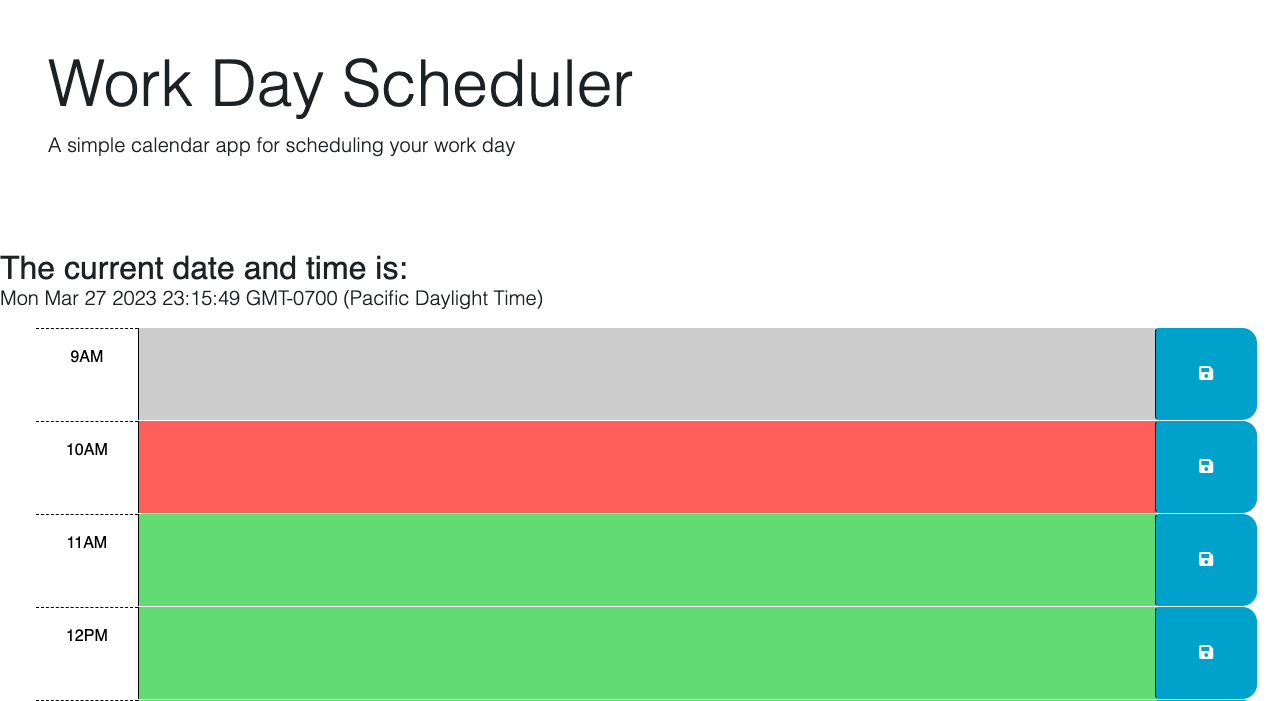 Work Day Scheduler
A simple calendar app for scheduling your work day
The current date and time is:
Mon Mar 27 2023 23:15:49 GMT-0700 (Pacific Daylight Time)
9AM
10AM
11AM
12PM